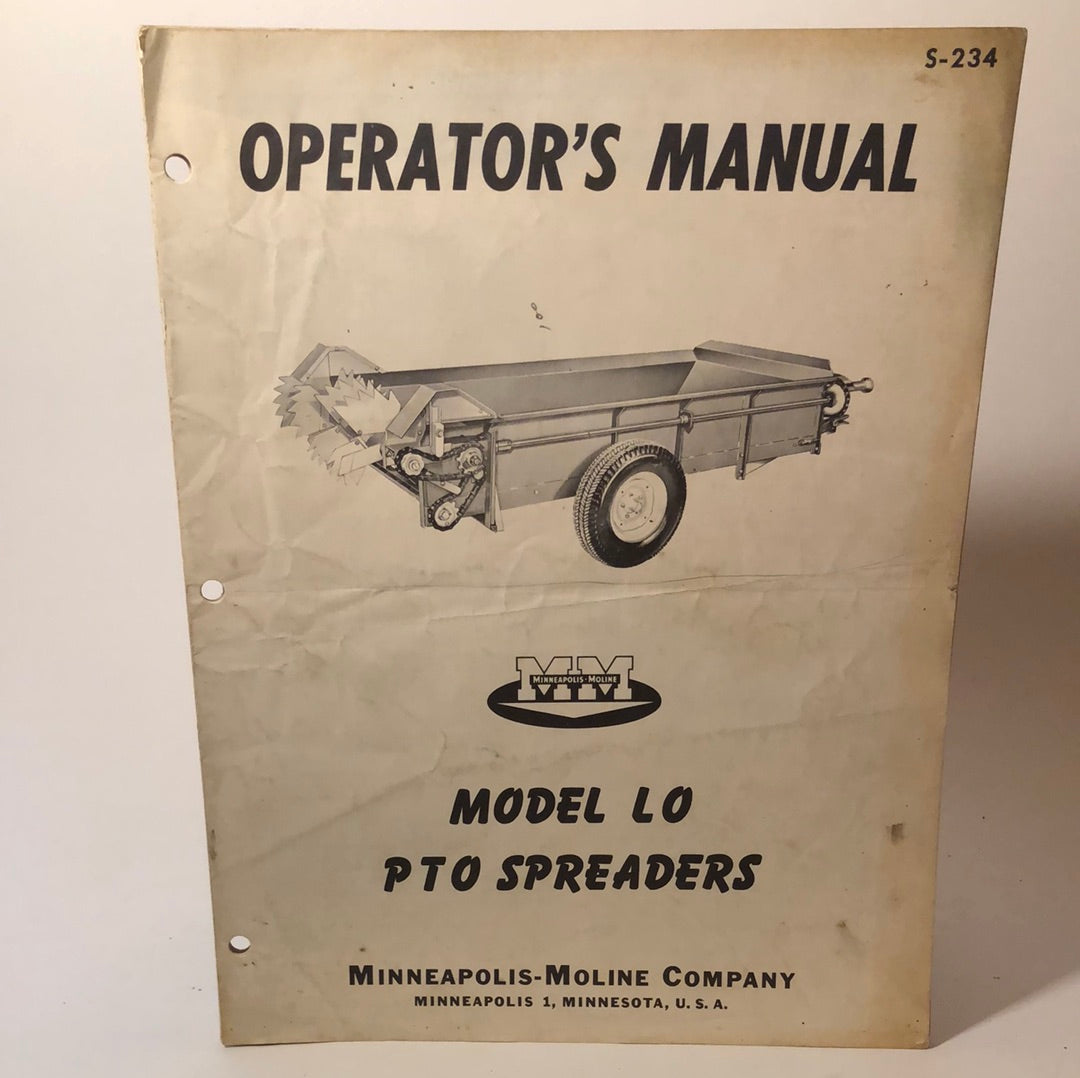 S-234
OPERATOR'S MANUAL
MINNEAPOLIS-MOLINE
MM
MODEL LO
PTO SPREADERS
MINNEAPOLIS-MOLINE COMPANY
MINNEAPOLIS 1, MINNESOTA, U. S. A.